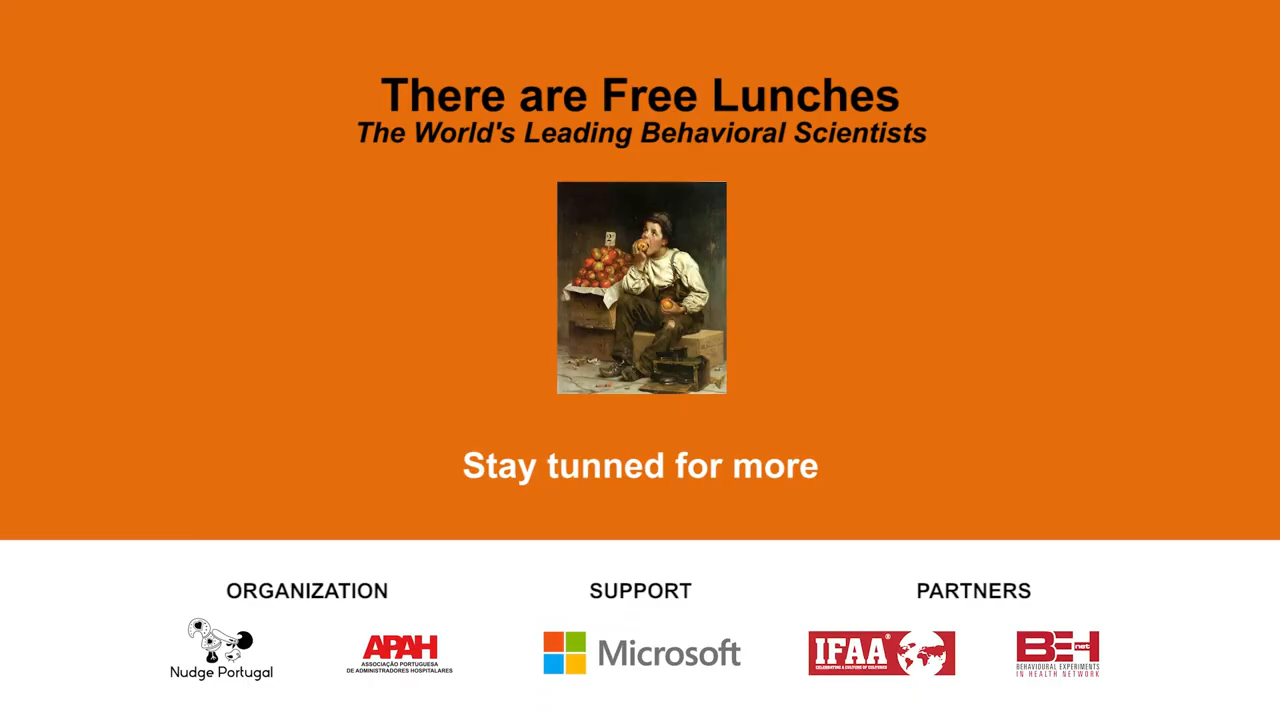 There are Free Lunches
The World's Leading Behavioral Scientists
2
Stay tunned for more
ORGANIZATION
SUPPORT
PARTNERS
Nudge Portugal
APAH
ASSOCIAÇÃO PORTUGUESA
DE ADMINISTRADORES HOSPITALARES
Microsoft
IFAA®
CELEBRATING A CULTURE OF
BEH net
BEHAVIOURAL EXPERIMENTS
IN HEALTH NETWORK